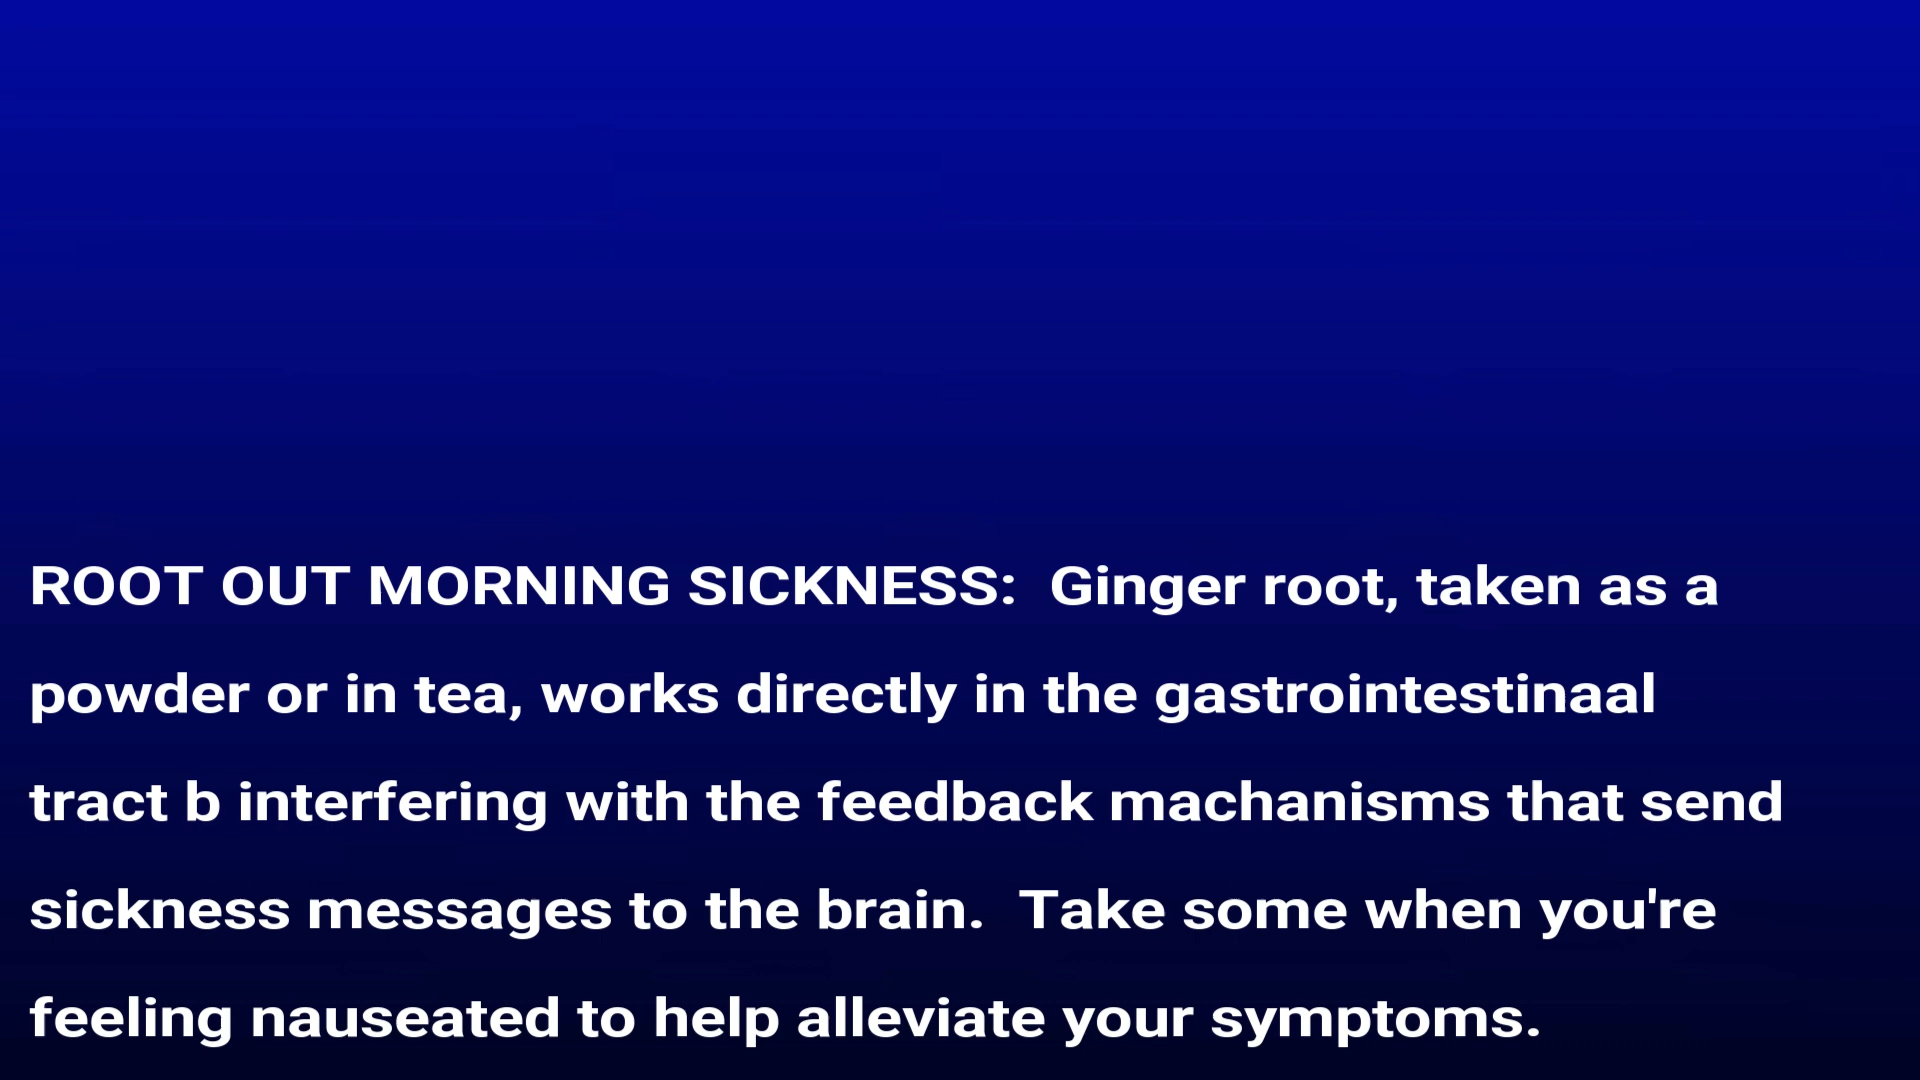 ROOT OUT MORNING SICKNESS:  Ginger root, taken as a
powder or in tea, works directly in the gastrointestinaal
tract b interfering with the feedback machanisms that send
sickness messages to the brain.  Take some when you're
feeling nauseated to help alleviate your symptoms.